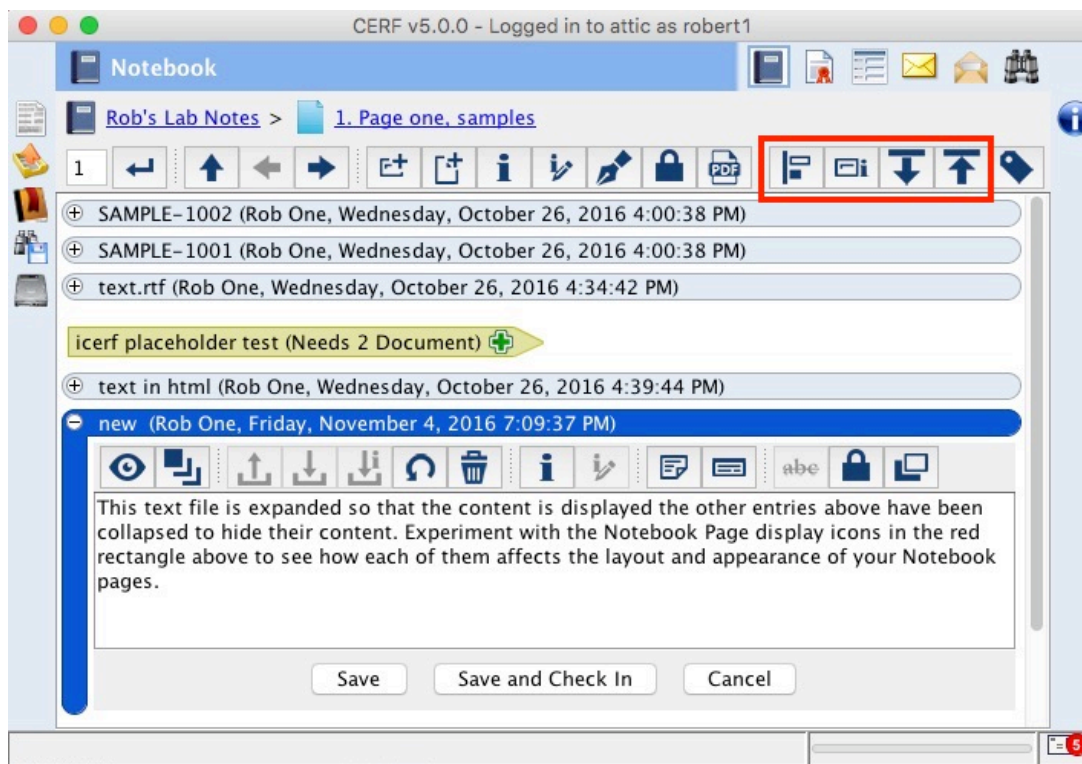 CERF v5.0.0 - Logged in to attic as robert1
Notebook
Rob's Lab Notes > 1. Page one, samples
1
PDF
SAMPLE-1002 (Rob One, Wednesday, October 26, 2016 4:00:38 PM)
SAMPLE-1001 (Rob One, Wednesday, October 26, 2016 4:00:38 PM)
text.rtf (Rob One, Wednesday, October 26, 2016 4:34:42 PM)
icerf placeholder test (Needs 2 Document)
text in html (Rob One, Wednesday, October 26, 2016 4:39:44 PM)
new (Rob One, Friday, November 4, 2016 7:09:37 PM)
abc
This text file is expanded so that the content is displayed the other entries above have been
collapsed to hide their content. Experiment with the Notebook Page display icons in the red
rectangle above to see how each of them affects the layout and appearance of your Notebook
pages.
Save Save and Check In Cancel
5